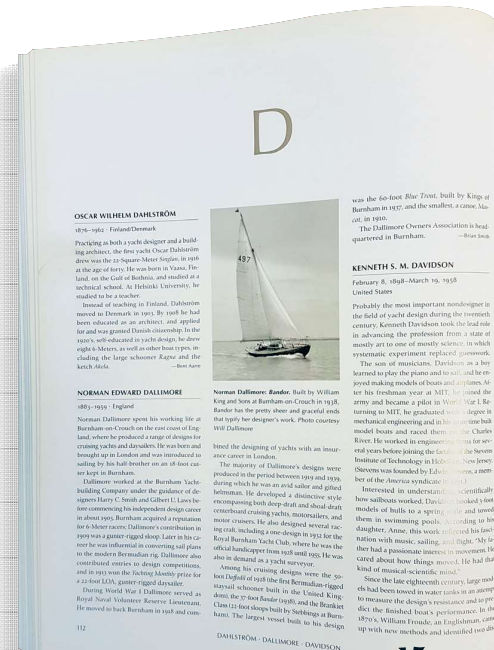 D
OSCAR WILHELM DAHLSTRÖM
1876–1962 · Finland/Denmark
Practicing as both a yacht designer and a build-
ing architect, the first yacht Oscar Dahlström
drew was the 22-Square-Meter in 1916
at the age of forty. He was born in Vaasa, Fin-
land, on the Gulf of Bothnia, and studied at a
technical school. At Helsinki University, he
studied to be a teacher.
Instead of teaching in Finland, Dahlström
moved to Denmark in 1903. By 1908 he had
been educated as an architect, and applied
for and was granted Danish citizenship. In the
1920's, self-educated in yacht design, he drew
eight 6-Meters, as well as other boat types, in-
cluding the large schooner and the
ketch
—Bent Aarre
NORMAN EDWARD DALLIMORE
1883–1959 · England
Norman Dallimore spent his working life at
Burnham-on-Crouch on the east coast of Eng-
land, where he produced a range of designs for
cruising yachts and daysailers. He was born and
brought up in London and was introduced to
sailing by his half-brother on an 18-foot cut-
ter kept in Burnham.
Dallimore worked at the Burnham Yacht-
building Company under the guidance of de-
signers Harry C. Smith and Gilbert U. Laws be-
fore commencing his independent design career
in about 1905. Burnham acquired a reputation
for 6-Meter racers; Dallimore's contribution in
1909 was a gunter-rigged sloop. Later in his ca-
reer he was influential in converting sail plans
to the modern Bermudian rig. Dallimore also
contributed entries to design competitions,
and in 1913 won the Yachting Monthly prize for
a 22-foot LOA, gunter-rigged daysailer.
During World War I Dallimore served as
Royal Naval Volunteer Reserve Lieutenant.
He moved back to Burnham in 1918 and com-
112
497
Norman Dallimore: Bandor. Built by William
King and Sons at Burnham-on-Crouch in 1938,
Bandor has the pretty sheer and graceful ends
that typify her designer's work. Photo courtesy
Will Dallimore
bined the designing of yachts with an insur-
ance career in London.
The majority of Dallimore's designs were
produced in the period between 1919 and 1939,
during which he was an avid sailor and gifted
helmsman. He developed a distinctive style
encompassing both deep-draft and shoal-draft
centerboard cruising yachts, motorsailers, and
motor cruisers. He also designed several rac-
ing craft, including a one-design in 1932 for the
Royal Burnham Yacht Club, where he was the
official handicapper from 1928 until 1955. He was
also in demand as a yacht surveyor.
Among his cruising designs were the 50-
foot Daffodil of 1928 (the first Bermudian-rigged
staysail schooner built in the United King-
dom), the 37-foot Bandor (1938), and the
Class (22-foot sloops built by Stebbings at Burn-
ham). The largest vessel built to his design
DAHLSTRÖM · DALLIMORE · DAVIDSON
was the 60-foot Blue Trout, built by Kings of
Burnham in 1937, and the smallest, a canoe,
in 1910.
The Dallimore Owners Association is head-
quartered in Burnham.
—Brian Smith
KENNETH S. M. DAVIDSON
February 8, 1898–March 19, 1958
United States
Probably the most important nondesigner in
the field of yacht design during the twentieth
century, Kenneth Davidson took the lead role
in advancing the profession from a state of
mostly art to one of mostly science, in which
systematic experiment replaced guesswork.
The son of musicians, Davidson as a boy
learned to play the piano and to sail, and he en-
joyed making models of boats and airplanes. Af-
ter his freshman year at MIT, he joined the
army and became a pilot in World War I. Re-
turning to MIT, he graduated with a degree in
mechanical engineering and in his time built
model boats and raced them on the Charles
River. He worked in engineering for sev-
eral years before joining the of the Stevens
Institute of Technology in New Jersey
(Stevens was founded by a mem-
ber of the America syndicate
Interested in understanding scientifically
how sailboats worked, Davidson 3-foot
models of hulls to a spring and towed
them in swimming pools. According to his
daughter, Anne, this work his fasci-
nation with music, sailing, and flight. "My fa-
ther had a passionate interest in movement. He
cared about how things moved. He had that
kind of musical-scientific mind."
Since the late eighteenth century, large mod-
els had been towed in water tanks in an attempt
to measure the design's resistance and to pre-
dict the finished boat's performance. In the
1870's, William Froude, an Englishman, came
up with new methods and identified two dis-